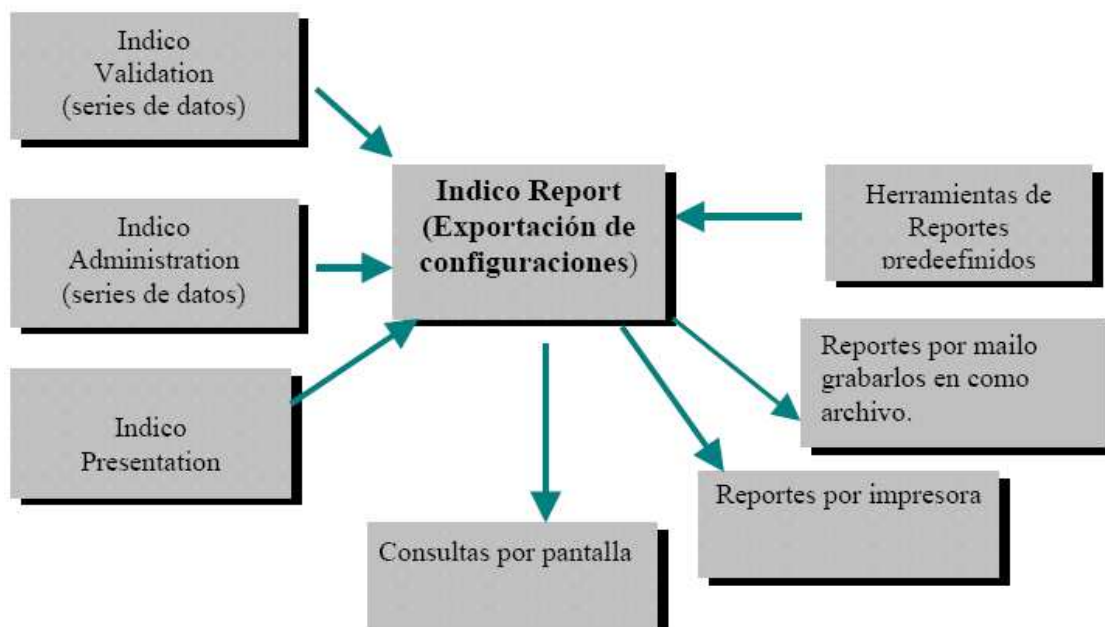 Indico
Validation
(series de datos)
Indico
Administration
(series de datos)
Indico
Presentation
Indico Report
(Exportación de
configuraciones)
Herramientas de
Reportes
predeefinidos
Reportes por mailo
grabarlos en como
archivo.
Reportes por impresora
Consultas por pantalla